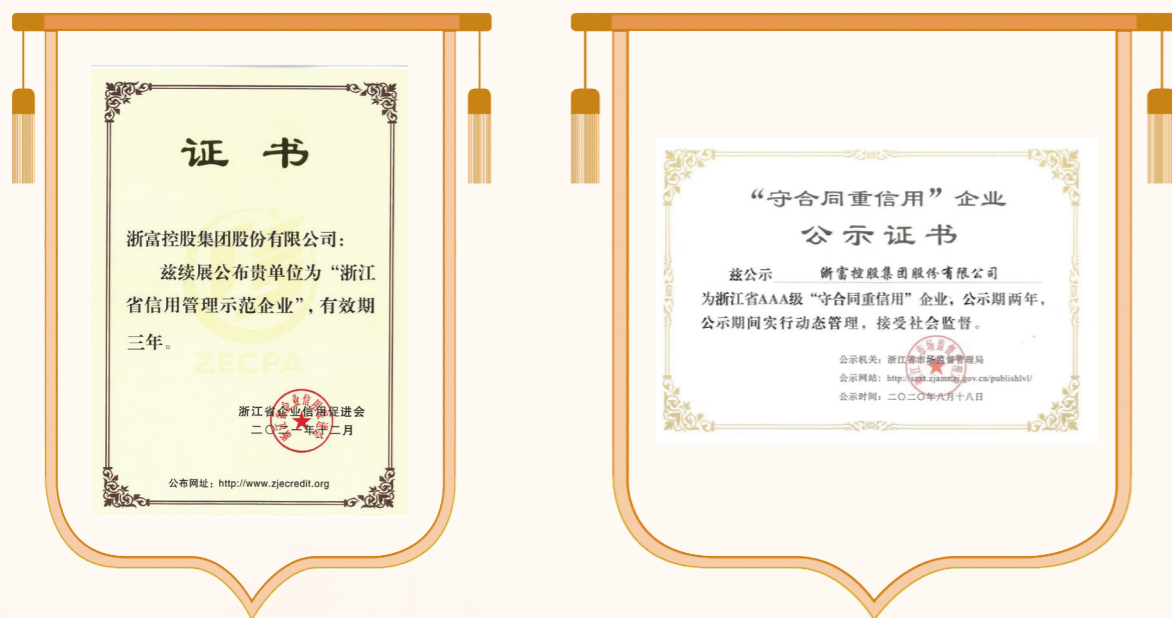 证书
浙富控股集团股份有限公司：
兹续展公布贵单位为“浙江
省信用管理示范企业”，有效期
三年。
ZECPA
浙江省企业信用促进会
二〇二一年十二月
公布网址：http://www.zjecredit.org
“守合同重信用”企业
公示证书
兹公示 浙富控股集团股份有限公司
为浙江省AAA级“守合同重信用”企业，公示期两年，
公示期间实行动态管理，接受社会监督。
公示机关：浙江省市场监督管理局
公示网站：http://szxt.zjamr.zj.gov.cn/publishlvl/
公示时间：二〇二〇年八月十八日